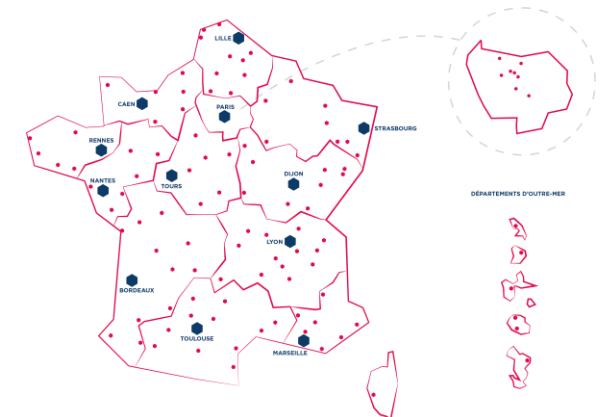 LILLE
CAEN
PARIS
STRASBOURG
RENNES
NANTES
TOURS
DIJON
DÉPARTEMENTS D'OUTRE-MER
LYON
BORDEAUX
TOULOUSE
MARSEILLE